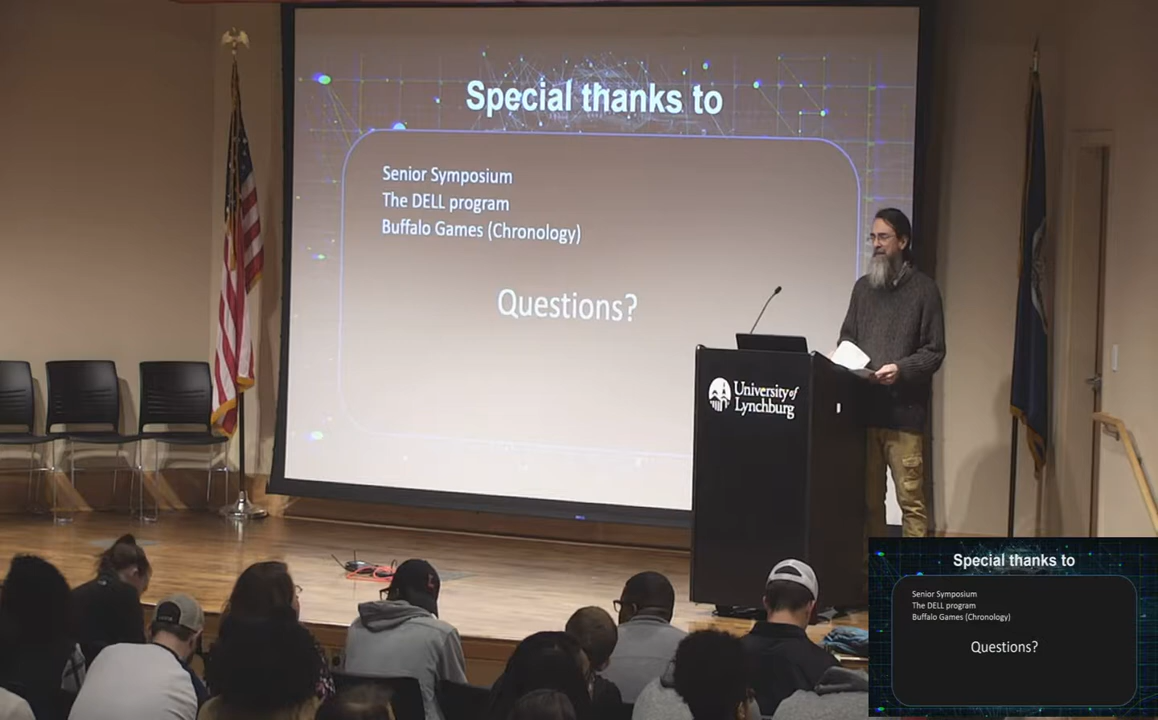 Special thanks to
Senior Symposium
The DELL program
Buffalo Games (Chronology)
Questions?
University of
Lynchburg
Special thanks to
Senior Symposium
The DELL program
Buffalo Games (Chronology)
Questions?